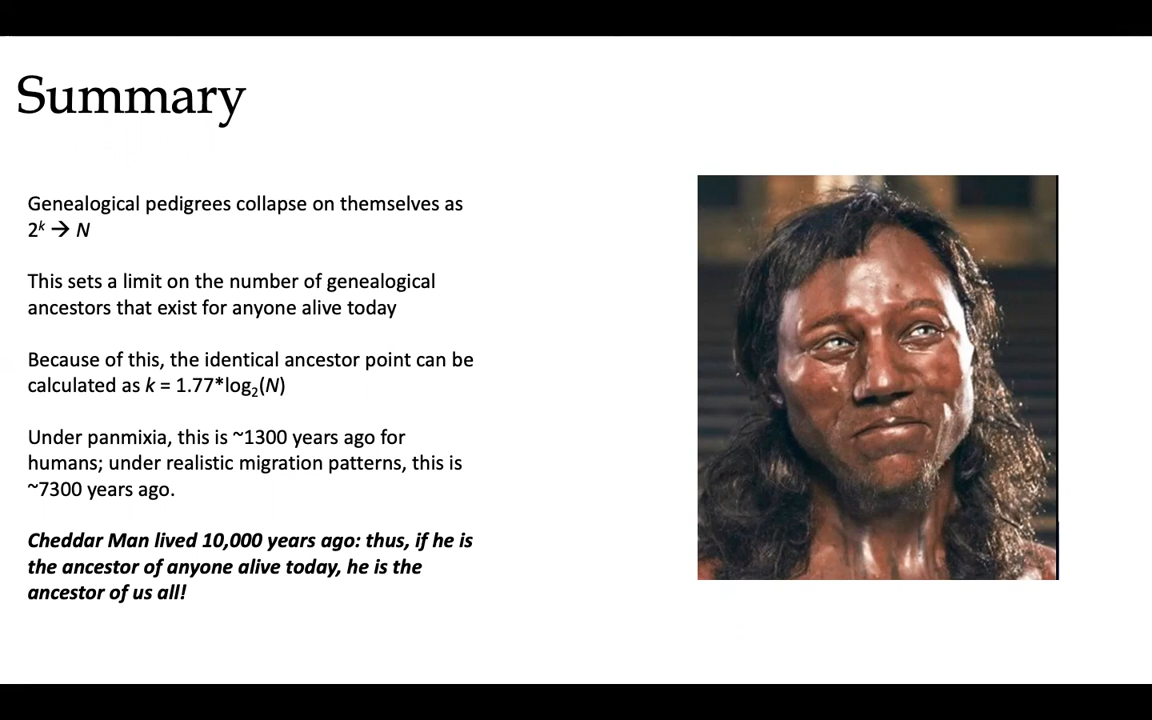 Summary
Genealogical pedigrees collapse on themselves as
2ᵏ → N
This sets a limit on the number of genealogical
ancestors that exist for anyone alive today
Because of this, the identical ancestor point can be
calculated as k = 1.77*log₂(N)
Under panmixia, this is ~1300 years ago for
humans; under realistic migration patterns, this is
~7300 years ago.
Cheddar Man lived 10,000 years ago: thus, if he is
the ancestor of anyone alive today, he is the
ancestor of us all!